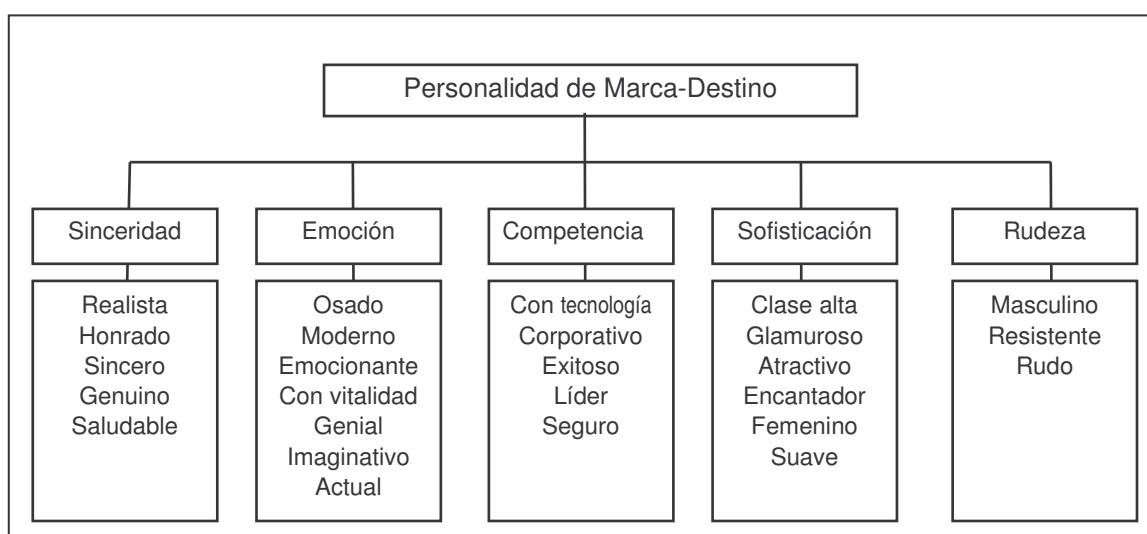 Personalidad de Marca-Destino
Sinceridad
Realista
Honrado
Sincero
Genuino
Saludable
Emoción
Osado
Moderno
Emocionante
Con vitalidad
Genial
Imaginativo
Actual
Competencia
Con tecnología
Corporativo
Exitoso
Líder
Seguro
Sofisticación
Clase alta
Glamuroso
Atractivo
Encantador
Femenino
Suave
Rudeza
Masculino
Resistente
Rudo